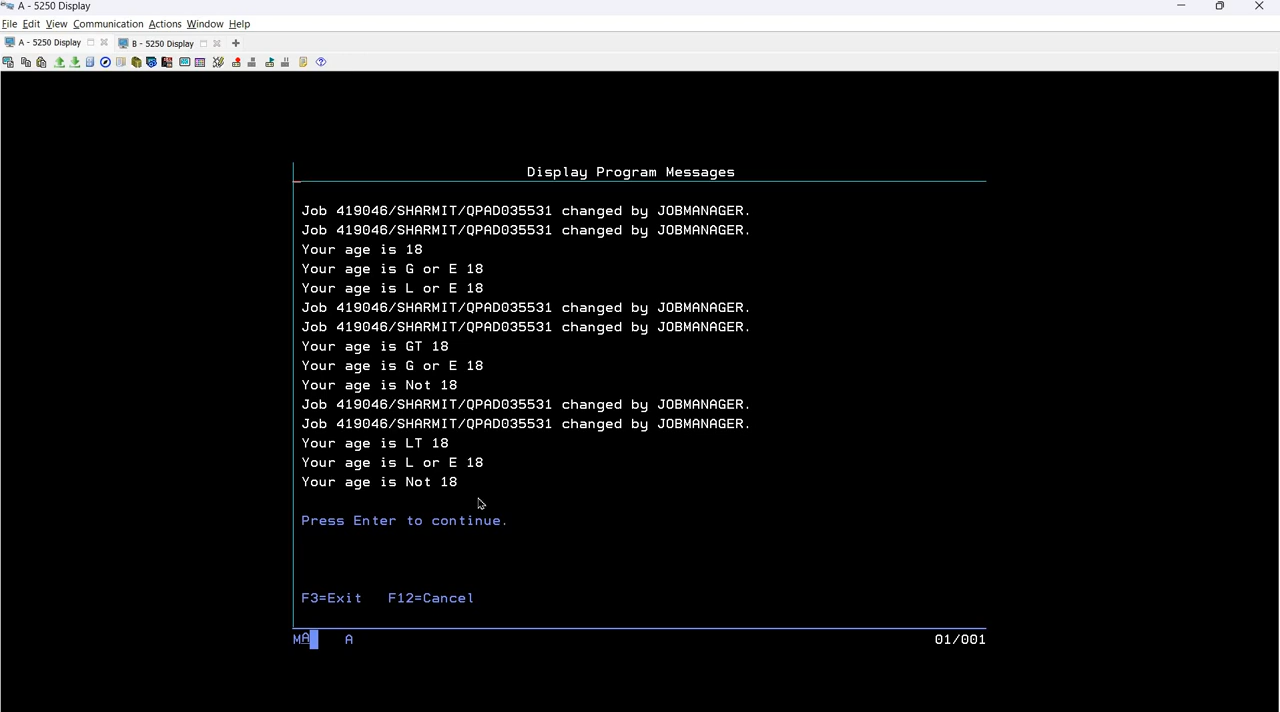 A - 5250 Display
File Edit View Communication Actions Window Help
A - 5250 Display
B - 5250 Display
Display Program Messages
Job 419046/SHARMIT/QPAD035531 changed by JOBMANAGER.
Job 419046/SHARMIT/QPAD035531 changed by JOBMANAGER.
Your age is 18
Your age is G or E 18
Your age is L or E 18
Job 419046/SHARMIT/QPAD035531 changed by JOBMANAGER.
Job 419046/SHARMIT/QPAD035531 changed by JOBMANAGER.
Your age is GT 18
Your age is G or E 18
Your age is Not 18
Job 419046/SHARMIT/QPAD035531 changed by JOBMANAGER.
Job 419046/SHARMIT/QPAD035531 changed by JOBMANAGER.
Your age is LT 18
Your age is L or E 18
Your age is Not 18
Press Enter to continue.
F3=Exit F12=Cancel
MA A 01/001